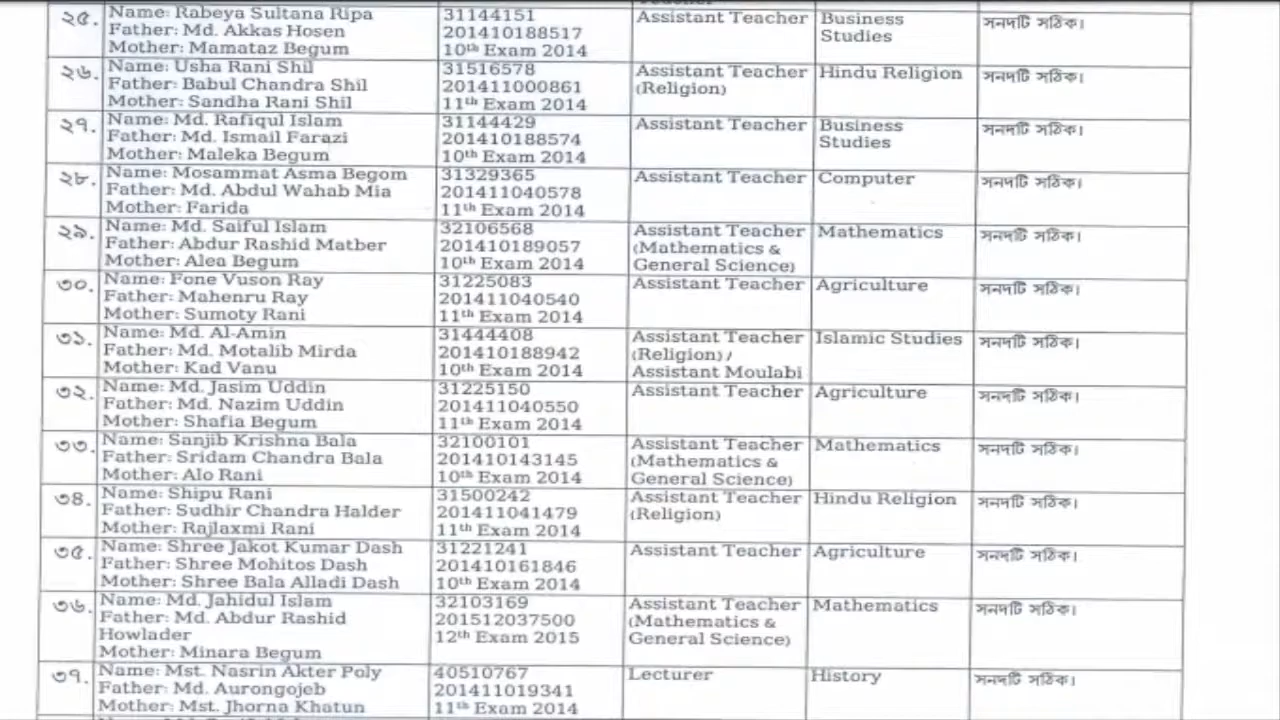 ২৫.
Name: Rabeya Sultana Ripa
Father: Md. Akkas Hosen
Mother: Mamataz Begum
31144151
201410188517
10th Exam 2014
Assistant Teacher
Business
Studies
সনদটি সঠিক।
২৬.
Name: Usha Rani Shil
Father: Babul Chandra Shil
Mother: Sandha Rani Shil
31516578
201411000861
11th Exam 2014
Assistant Teacher
(Religion)
Hindu Religion
সনদটি সঠিক।
২৭.
Name: Md. Rafiqul Islam
Father: Md. Ismail Farazi
Mother: Maleka Begum
31144429
201410188574
10th Exam 2014
Assistant Teacher
Business
Studies
সনদটি সঠিক।
২৮.
Name: Mosammat Asma Begom
Father: Md. Abdul Wahab Mia
Mother: Farida
31329365
201411040578
11th Exam 2014
Assistant Teacher
Computer
সনদটি সঠিক।
২৯.
Name: Md. Saiful Islam
Father: Abdur Rashid Matber
Mother: Alea Begum
32106568
201410189057
10th Exam 2014
Assistant Teacher
(Mathematics &
General Science)
Mathematics
সনদটি সঠিক।
৩০.
Name: Fone Vuson Ray
Father: Mahenru Ray
Mother: Sumoty Rani
31225083
201411040540
11th Exam 2014
Assistant Teacher
Agriculture
সনদটি সঠিক।
৩১.
Name: Md. Al-Amin
Father: Md. Motalib Mirda
Mother: Kad Vanu
31444408
201410188942
10th Exam 2014
Assistant Teacher
(Religion) /
Assistant Moulabi
Islamic Studies
সনদটি সঠিক।
৩২.
Name: Md. Jasim Uddin
Father: Md. Nazim Uddin
Mother: Shafia Begum
31225150
201411040550
11th Exam 2014
Assistant Teacher
Agriculture
সনদটি সঠিক।
৩৩.
Name: Sanjib Krishna Bala
Father: Sridam Chandra Bala
Mother: Alo Rani
32100101
201410143145
10th Exam 2014
Assistant Teacher
(Mathematics &
General Science)
Mathematics
সনদটি সঠিক।
৩৪.
Name: Shipu Rani
Father: Sudhir Chandra Halder
Mother: Rajlaxmi Rani
31500242
201411041479
11th Exam 2014
Assistant Teacher
(Religion)
Hindu Religion
সনদটি সঠিক।
৩৫.
Name: Shree Jakot Kumar Dash
Father: Shree Mohitos Dash
Mother: Shree Bala Alladi Dash
31221241
201410161846
10th Exam 2014
Assistant Teacher
Agriculture
সনদটি সঠিক।
৩৬.
Name: Md. Jahidul Islam
Father: Md. Abdur Rashid
Howlader
Mother: Minara Begum
32103169
201512037500
12th Exam 2015
Assistant Teacher
(Mathematics &
General Science)
Mathematics
সনদটি সঠিক।
৩৭.
Name: Mst. Nasrin Akter Poly
Father: Md. Aurongojeb
Mother: Mst. Jhorna Khatun
40510767
201411019341
11th Exam 2014
Lecturer
History
সনদটি সঠিক।